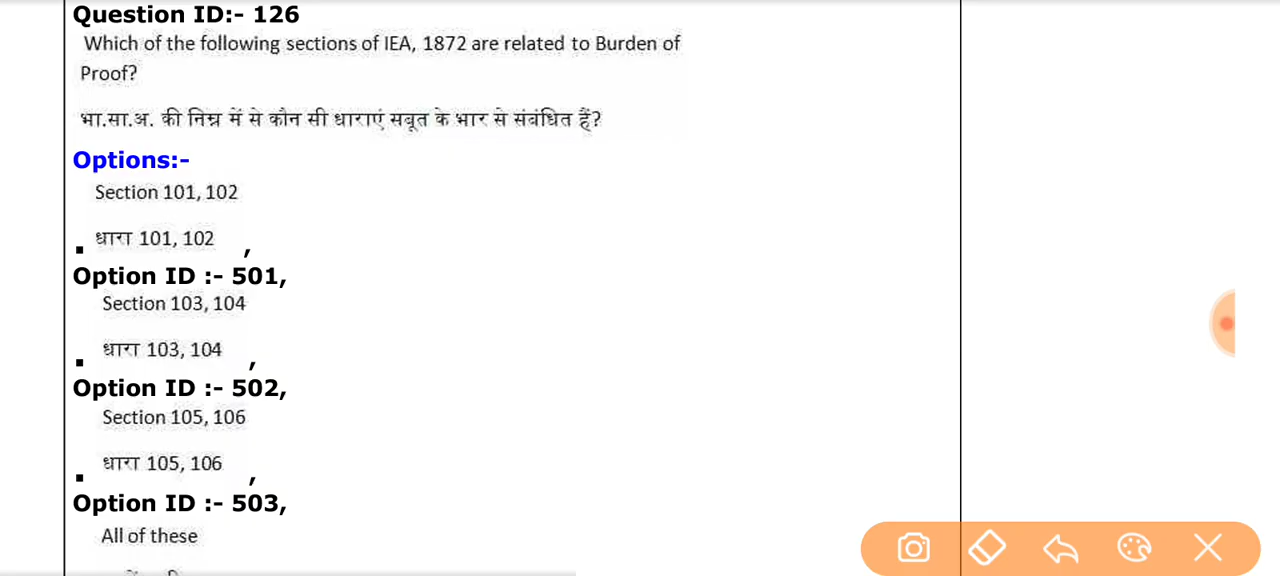 Question ID:- 126
Which of the following sections of IEA, 1872 are related to Burden of
Proof?
भा.सा.अ. की निम्न में से कौन सी धाराएं सबूत के भार से संबंधित हैं?
Options:-
Section 101, 102
धारा 101, 102 ,
Option ID :- 501,
Section 103, 104
धारा 103, 104 ,
Option ID :- 502,
Section 105, 106
धारा 105, 106 ,
Option ID :- 503,
All of these